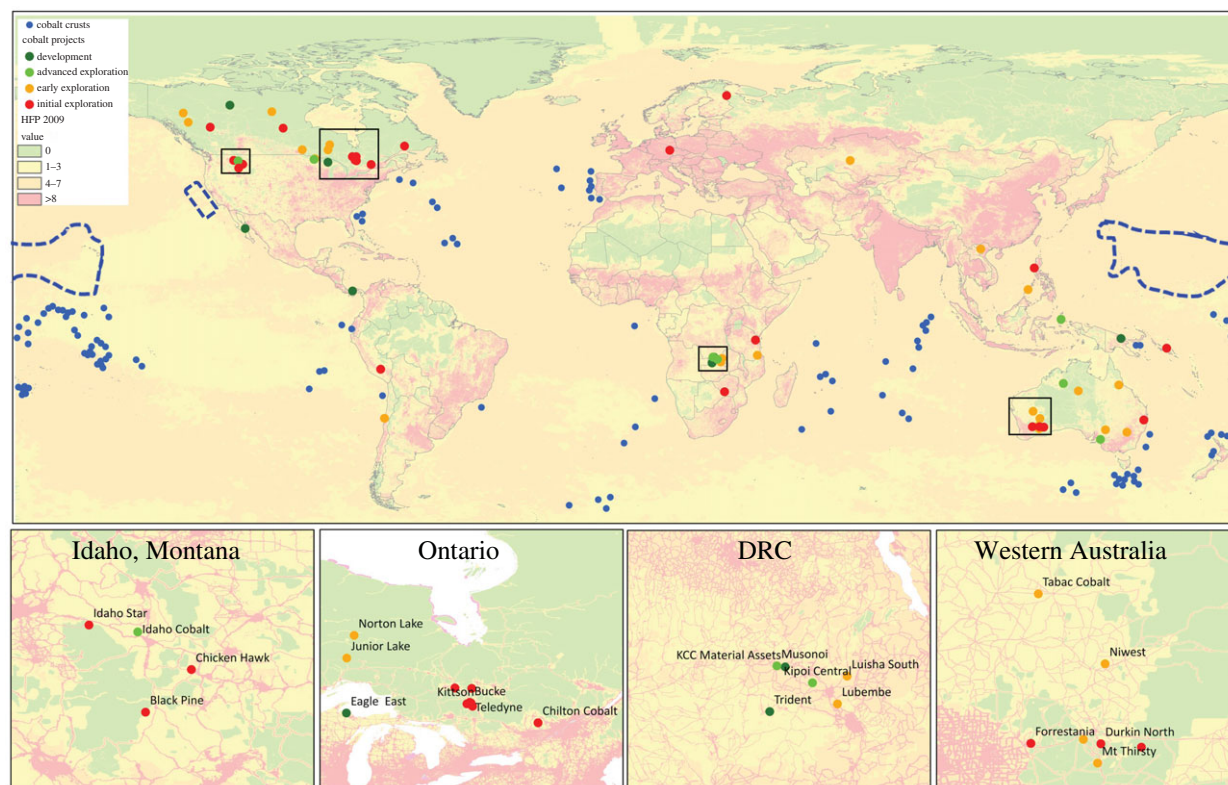 cobalt crusts
cobalt projects
development
advanced exploration
early exploration
initial exploration
HFP 2009
value
0
1–3
4–7
>8
Idaho, Montana
Idaho Star
Idaho Cobalt
Chicken Hawk
Black Pine
Ontario
Norton Lake
Junior Lake
Eagle East
Kittson
Bucke
Teledyne
Chilton Cobalt
DRC
KCC Material Assets
Musonoi
Kipoi Central
Luisha South
Lubembe
Trident
Western Australia
Tabac Cobalt
Niwest
Forrestania
Durkin North
Mt Thirsty